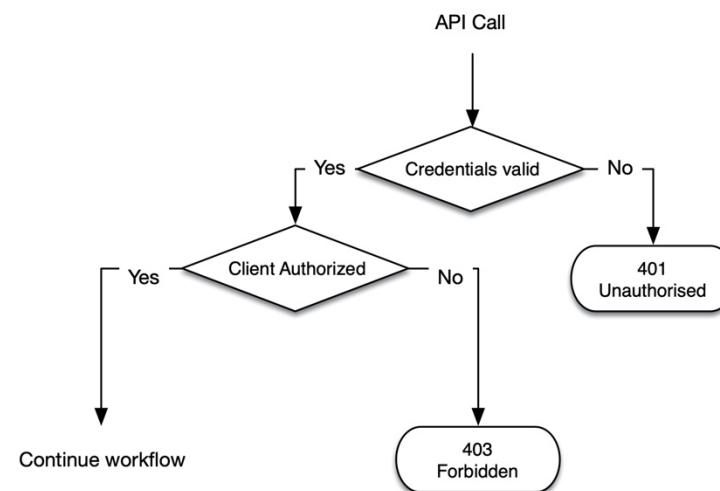 API Call
Yes
Credentials valid
No
Yes
Client Authorized
No
401
Unauthorised
Continue workflow
403
Forbidden